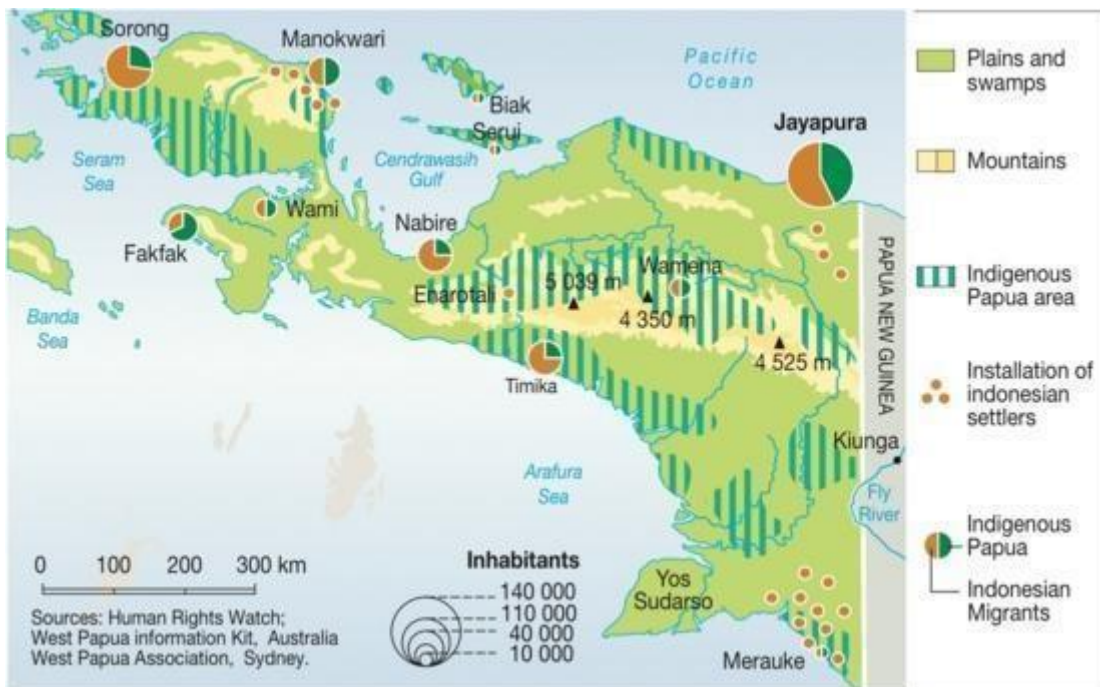 Sorong
Manokwari
Pacific
Ocean
Biak
Serui
Jayapura
Seram
Sea
Cendrawasih
Gulf
Wami
Fakfak
Nabire
Enarotali
5 039 m
Wamena
4 350 m
4 525 m
Banda
Sea
Timika
PAPUA NEW GUINEA
Kiunga
Arafura
Sea
Fly
River
0 100 200 300 km
Sources: Human Rights Watch;
West Papua information Kit, Australia
West Papua Association, Sydney.
Inhabitants
140 000
110 000
40 000
10 000
Yos
Sudarso
Merauke
Plains and
swamps
Mountains
Indigenous
Papua area
Installation of
indonesian
settlers
Indigenous
Papua
Indonesian
Migrants